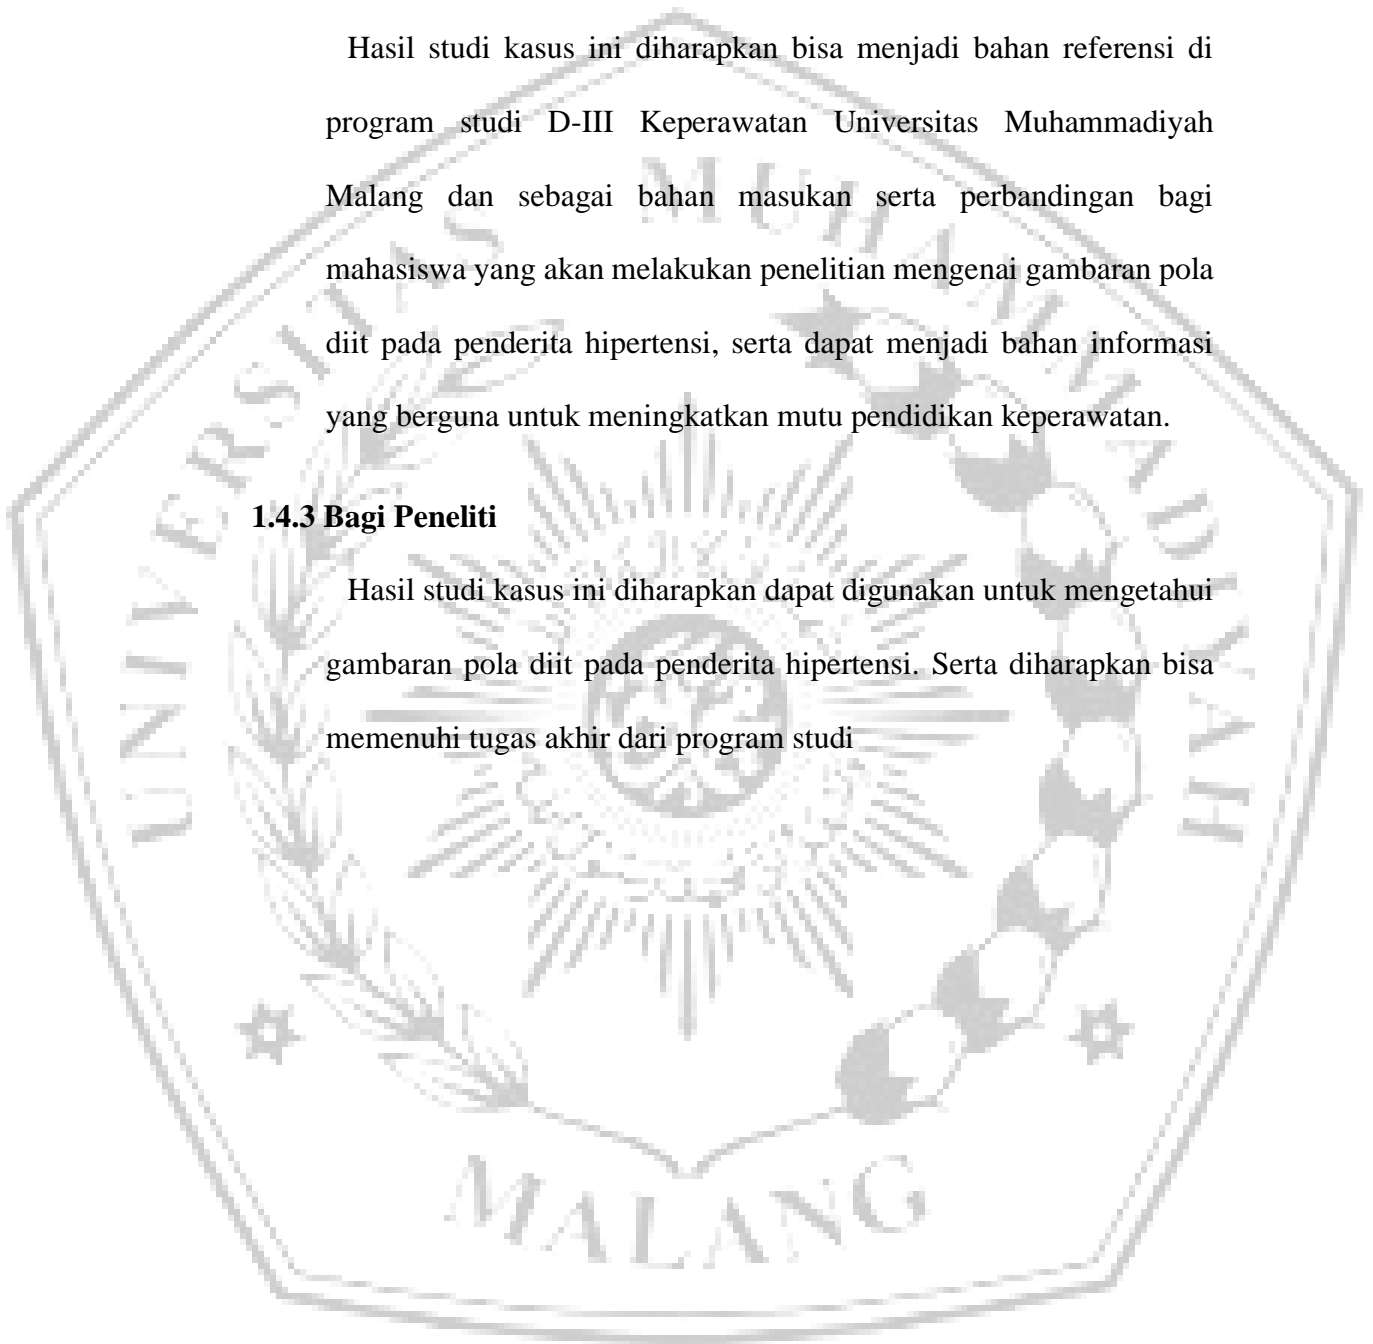 Hasil studi kasus ini diharapkan bisa menjadi bahan referensi di
program studi D-III Keperawatan Universitas Muhammadiyah
Malang dan sebagai bahan masukan serta perbandingan bagi
mahasiswa yang akan melakukan penelitian mengenai gambaran pola
diit pada penderita hipertensi, serta dapat menjadi bahan informasi
yang berguna untuk meningkatkan mutu pendidikan keperawatan.
1.4.3 Bagi Peneliti
Hasil studi kasus ini diharapkan dapat digunakan untuk mengetahui
gambaran pola diit pada penderita hipertensi. Serta diharapkan bisa
memenuhi tugas akhir dari program studi
UNIVERSITAS MUHAMMADIYAH
MALANG